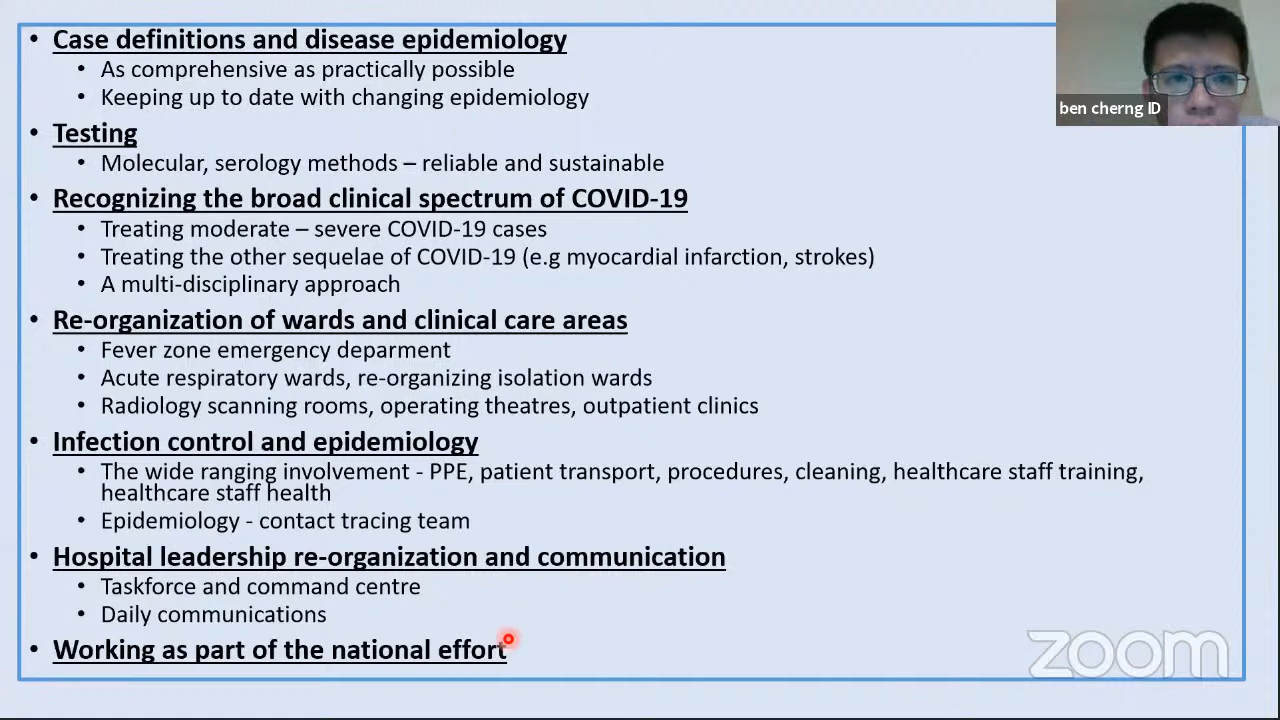 • Case definitions and disease epidemiology
• As comprehensive as practically possible
• Keeping up to date with changing epidemiology
• Testing
• Molecular, serology methods – reliable and sustainable
• Recognizing the broad clinical spectrum of COVID-19
• Treating moderate – severe COVID-19 cases
• Treating the other sequelae of COVID-19 (e.g myocardial infarction, strokes)
• A multi-disciplinary approach
• Re-organization of wards and clinical care areas
• Fever zone emergency deparment
• Acute respiratory wards, re-organizing isolation wards
• Radiology scanning rooms, operating theatres, outpatient clinics
• Infection control and epidemiology
• The wide ranging involvement - PPE, patient transport, procedures, cleaning, healthcare staff training,
healthcare staff health
• Epidemiology - contact tracing team
• Hospital leadership re-organization and communication
• Taskforce and command centre
• Daily communications
• Working as part of the national effort
ben cherng ID
zoom